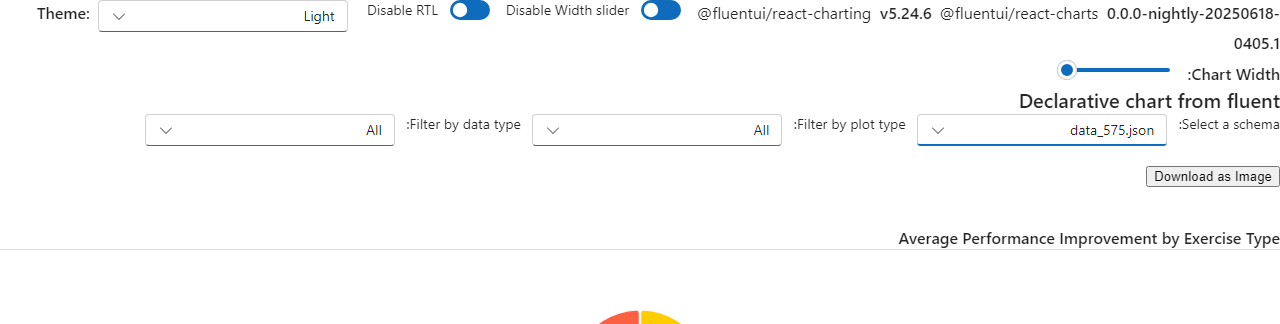 Theme: Light Disable RTL Disable Width slider @fluentui/react-charting v5.24.6 @fluentui/react-charts 0.0.0-nightly-20250618-0405.1
Chart Width:
Declarative chart from fluent
Select a schema: data_575.json Filter by plot type: All Filter by data type: All
Download as Image
Average Performance Improvement by Exercise Type